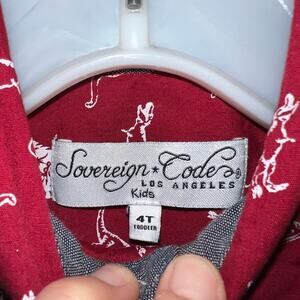 Sovereign ★ Code®
LOS ANGELES
Kids
4T
TODDLER